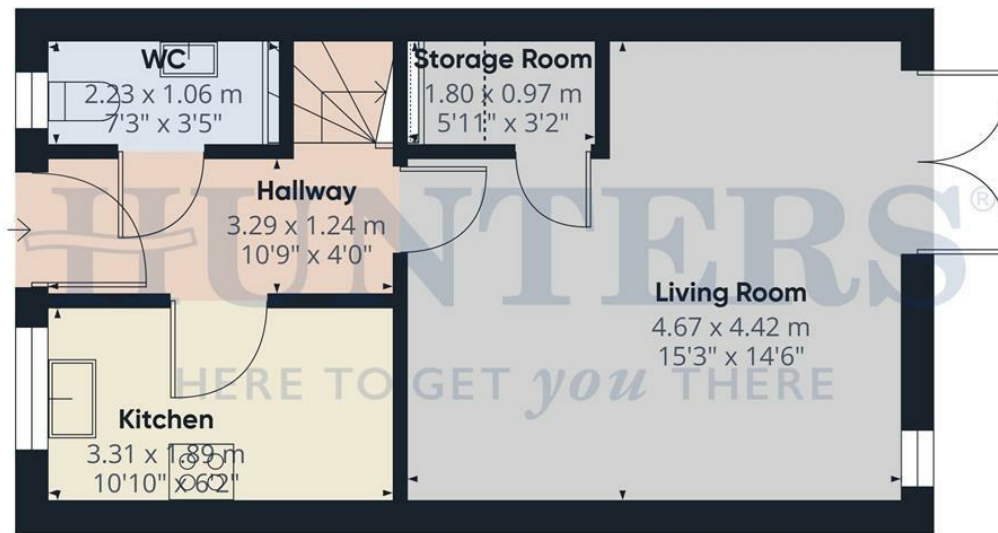 WC
2.23 x 1.06 m
7'3" x 3'5"
Storage Room
1.80 x 0.97 m
5'11" x 3'2"
Hallway
3.29 x 1.24 m
10'9" x 4'0"
HUNTERS®
Living Room
4.67 x 4.42 m
15'3" x 14'6"
HERE TO GET you THERE
Kitchen
3.31 x 1.89 m
10'10" x 6'2"